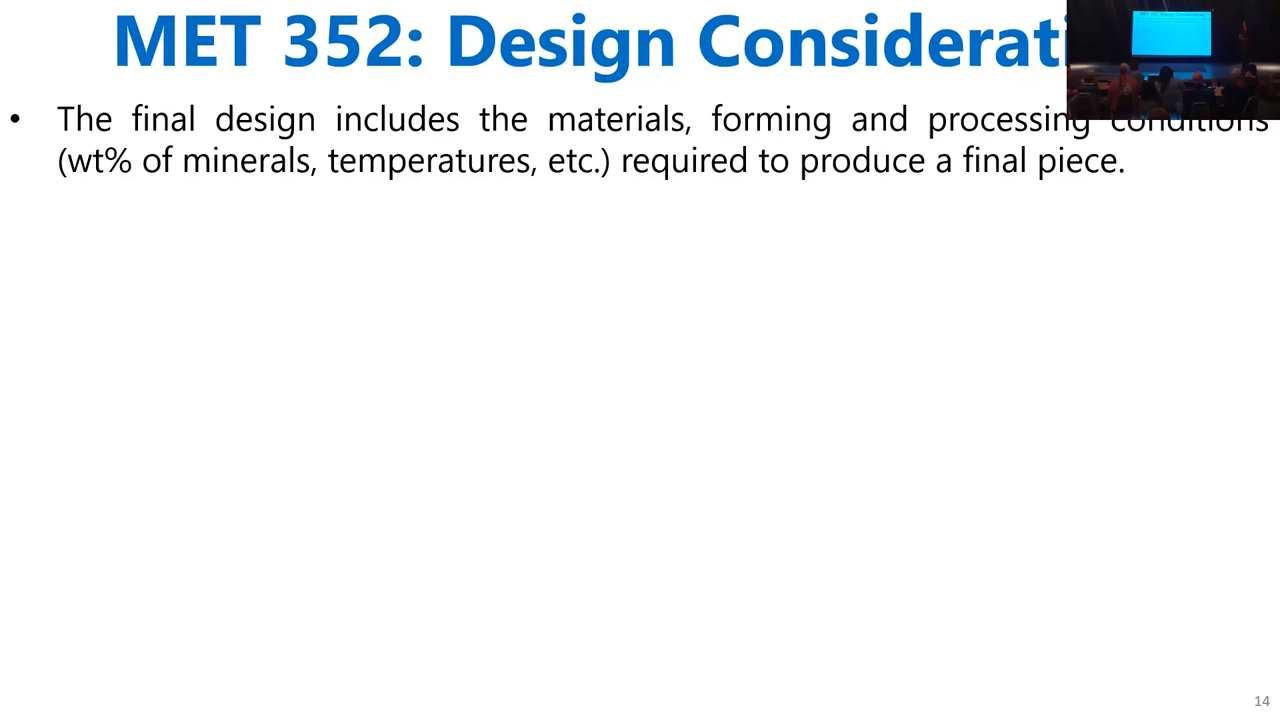 MET 352: Design Considerati
• The final design includes the materials, forming and processing conditions
(wt% of minerals, temperatures, etc.) required to produce a final piece.
14